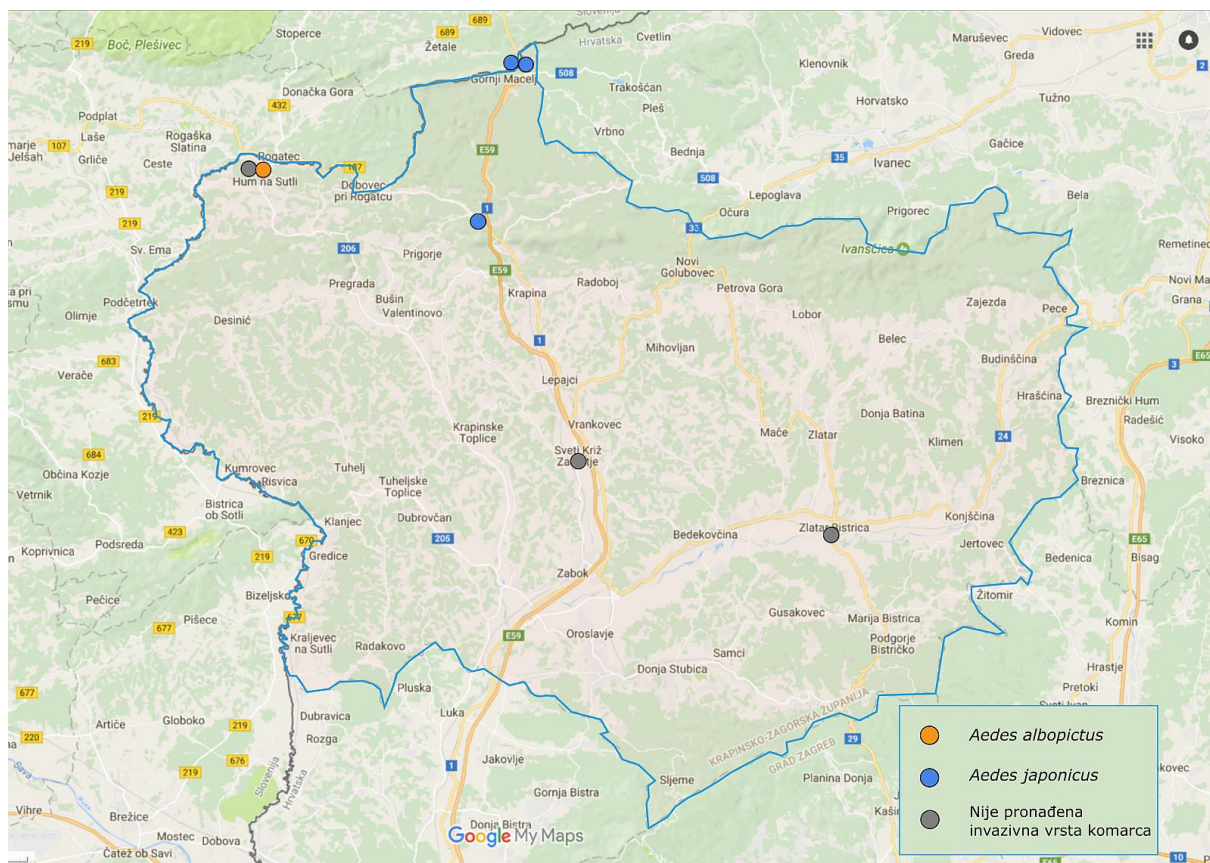 Slovenija
Hrvatska
Stoperce
689
689
Cvetlin
Vidovec
219
Boč, Plešivec
Žetale
Maruševec
Greda
2
Gornji Macelj
508
Klenovnik
Donačka Gora
Trakošćan
432
Pleš
Horvatsko
Tužno
Podplat
Laše
Rogaška
Slatina
Vrbno
107
Grliče
Ceste
Rogatec
E59
Bednja
35
Ivanec
Gačice
Hum na Sutli
107
Dobovec
pri Rogatcu
508
219
Lepoglava
Bela
219
1
Očura
Prigorec
Sv. Ema
206
Prigorje
Ivanščica
Remetinec
E59
Novi
Golubovec
Pregrada
Radoboj
Petrova Gora
Podčetrtek
Bušin
Krapina
Zajezda
Grana
Olimje
Valentinovo
Lobor
Pece
Desinić
1
Belec
683
Mihovljan
Budinščina
E65
3
Verače
Lepajci
Hrašćina
Breznički Hum
219
Donja Batina
Radešić
Krapinske
Toplice
Vrankovec
Mače
Zlatar
24
Klimen
Visoko
684
Sveti Križ
Začretje
Občina Kozje
Kumrovec
Risvica
Tuhelj
Tuheljske
Toplice
Breznica
Vetrnik
Bistrica
ob Sotli
Klanjec
Dubrovčan
Konjščina
423
Bedekovčina
Zlatar Bistrica
Koprivnica
Podsreda
670
205
Jertovec
E65
219
Gredice
Bedenica
Bisag
Zabok
Pečice
Bizeljsko
Žitomir
Pišece
677
Gusakovec
Marija Bistrica
Komin
677
E59
Kraljevec
na Sutli
Oroslavje
Podgorje
Bistričko
Radakovo
Samci
Hrastje
Donja Stubica
Pretoki
677
Pluska
Artiče
Globoko
219
Dubravica
Luka
KRAPINSKO-ZAGORSKA ŽUPANIJA
GRAD ZAGREB
220
Rozga
29
676
Jakovlje
1
Sava
219
Slovenija
Hrvatska
Sljeme
Planina Donja
Gornja Bistra
Vihre
Brežice
Donja Bistra
Mostec
Dobova
Google My Maps
Čatež ob Savi
10
E65
Aedes albopictus
Aedes japonicus
Nije pronađena
invazivna vrsta komarca